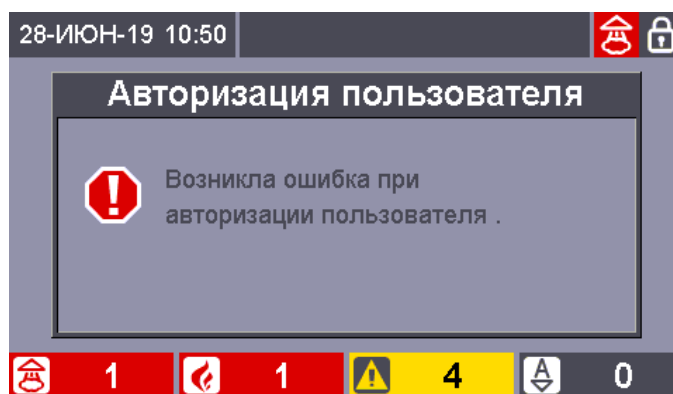 28-ИЮН-19 10:50
Авторизация пользователя
Возникла ошибка при
авторизации пользователя .
1 1 4 A 0